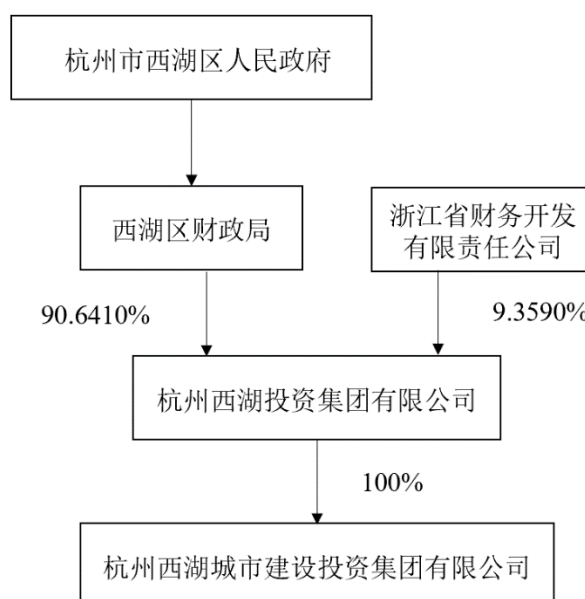 杭州市西湖区人民政府
西湖区财政局
浙江省财务开发
有限责任公司
90.6410%
9.3590%
杭州西湖投资集团有限公司
100%
杭州西湖城市建设投资集团有限公司